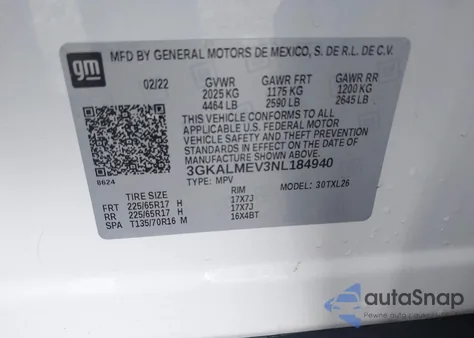 gm
MFD BY GENERAL MOTORS DE MEXICO, S. DE R.L. DE C.V.
02/22 GVWR GAWR FRT GAWR RR
2025 KG 1175 KG 1200 KG
4464 LB 2590 LB 2645 LB
THIS VEHICLE CONFORMS TO ALL
APPLICABLE U.S. FEDERAL MOTOR
VEHICLE SAFETY AND THEFT PREVENTION
STANDARDS IN EFFECT ON THE DATE OF
MANUFACTURE SHOWN ABOVE.
3GKALMEV3NL184940
8624
TYPE: MPV MODEL: 30TXL26
TIRE SIZE RIM
FRT 225/65R17 H 17X7J
RR 225/65R17 H 17X7J
SPA T135/70R16 M 16X4BT
autoSnap
Pewne auto z